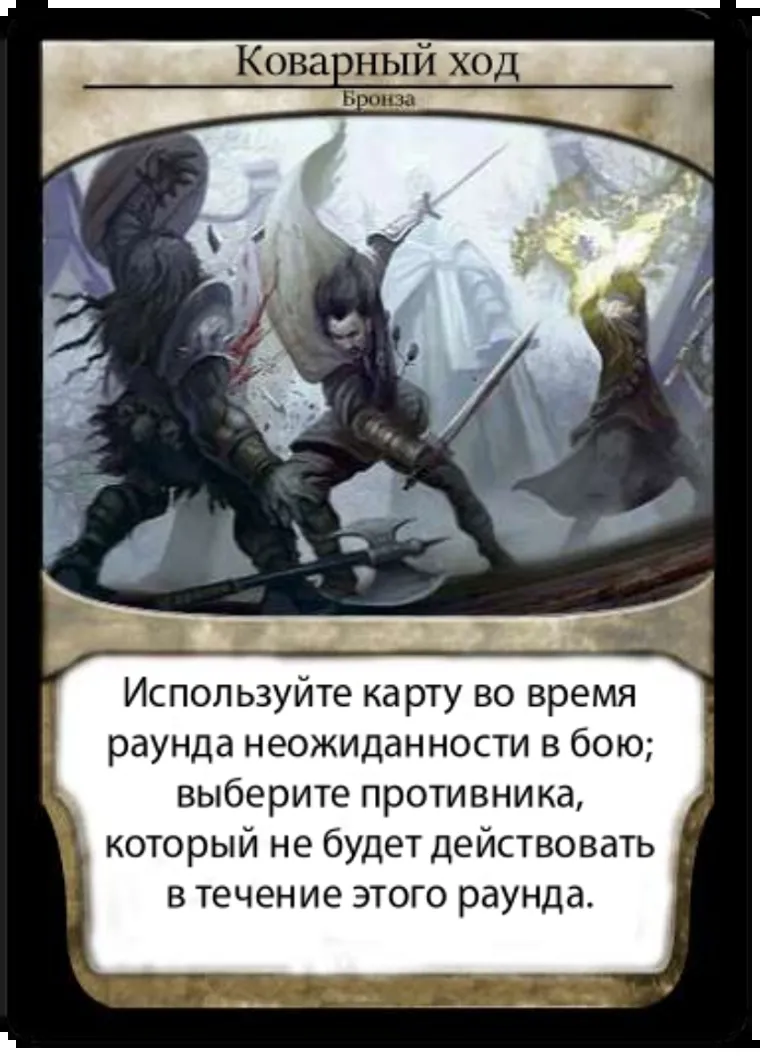 Коварный ход
Бронза
Используйте карту во время
раунда неожиданности в бою;
выберите противника,
который не будет действовать
в течение этого раунда.